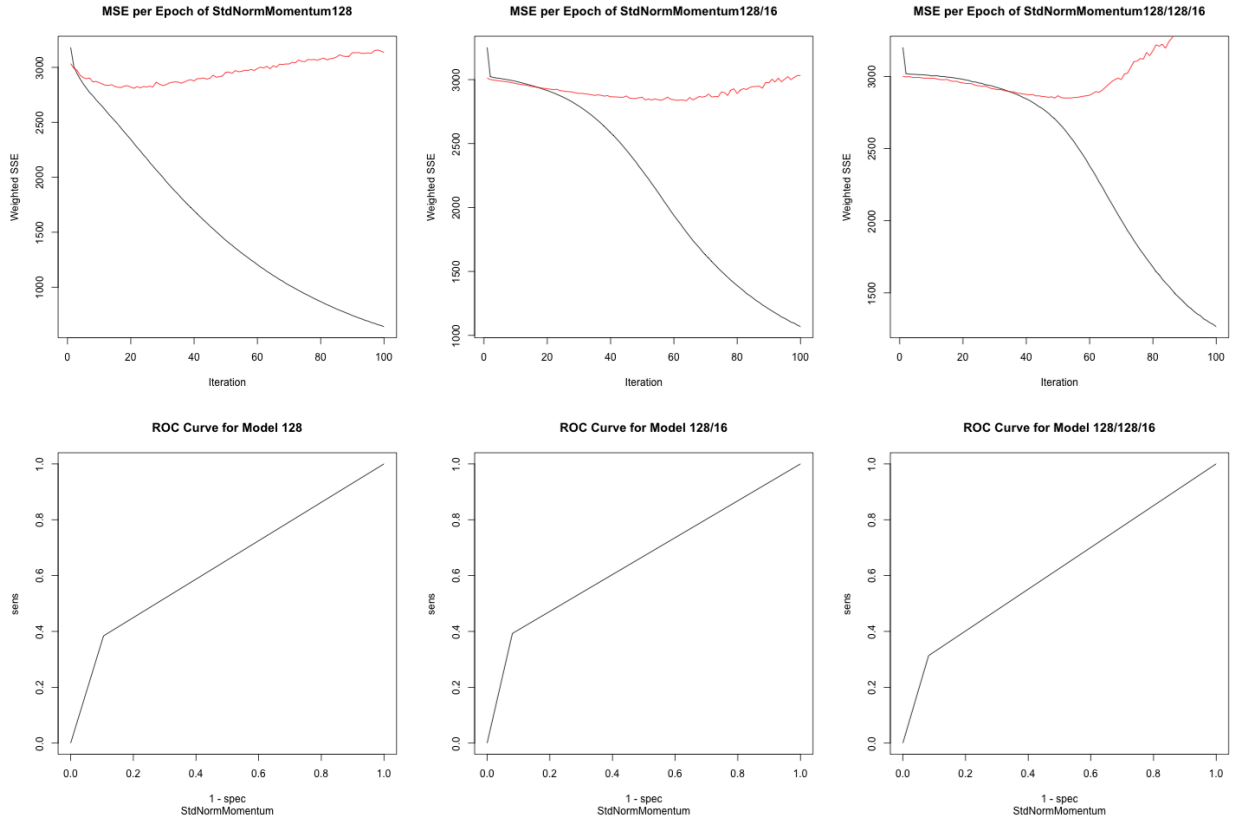 MSE per Epoch of StdNormMomentum128
Weighted SSE
3000
2500
2000
1500
1000
0 20 40 60 80 100
Iteration
MSE per Epoch of StdNormMomentum128/16
Weighted SSE
3000
2500
2000
1500
1000
0 20 40 60 80 100
Iteration
MSE per Epoch of StdNormMomentum128/128/16
Weighted SSE
3000
2500
2000
1500
0 20 40 60 80 100
Iteration
ROC Curve for Model 128
sens
1.0
0.8
0.6
0.4
0.2
0.0
0.0 0.2 0.4 0.6 0.8 1.0
1 - spec
StdNormMomentum
ROC Curve for Model 128/16
sens
1.0
0.8
0.6
0.4
0.2
0.0
0.0 0.2 0.4 0.6 0.8 1.0
1 - spec
StdNormMomentum
ROC Curve for Model 128/128/16
sens
1.0
0.8
0.6
0.4
0.2
0.0
0.0 0.2 0.4 0.6 0.8 1.0
1 - spec
StdNormMomentum